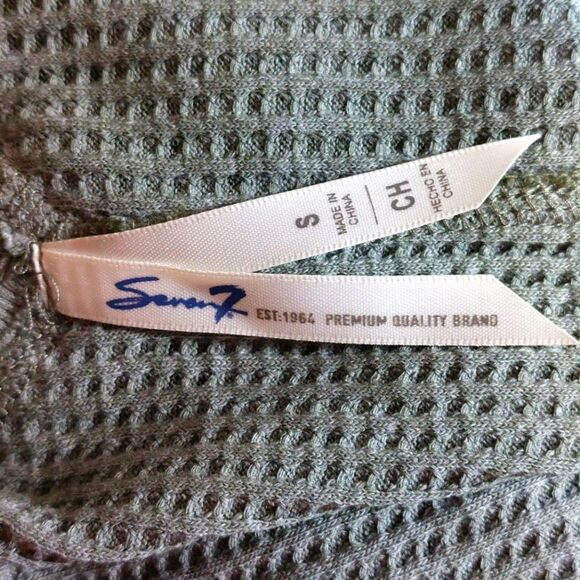 S
MADE IN
CHINA
CH
HECHO EN
CHINA
Seven7® EST:1964 PREMIUM QUALITY BRAND